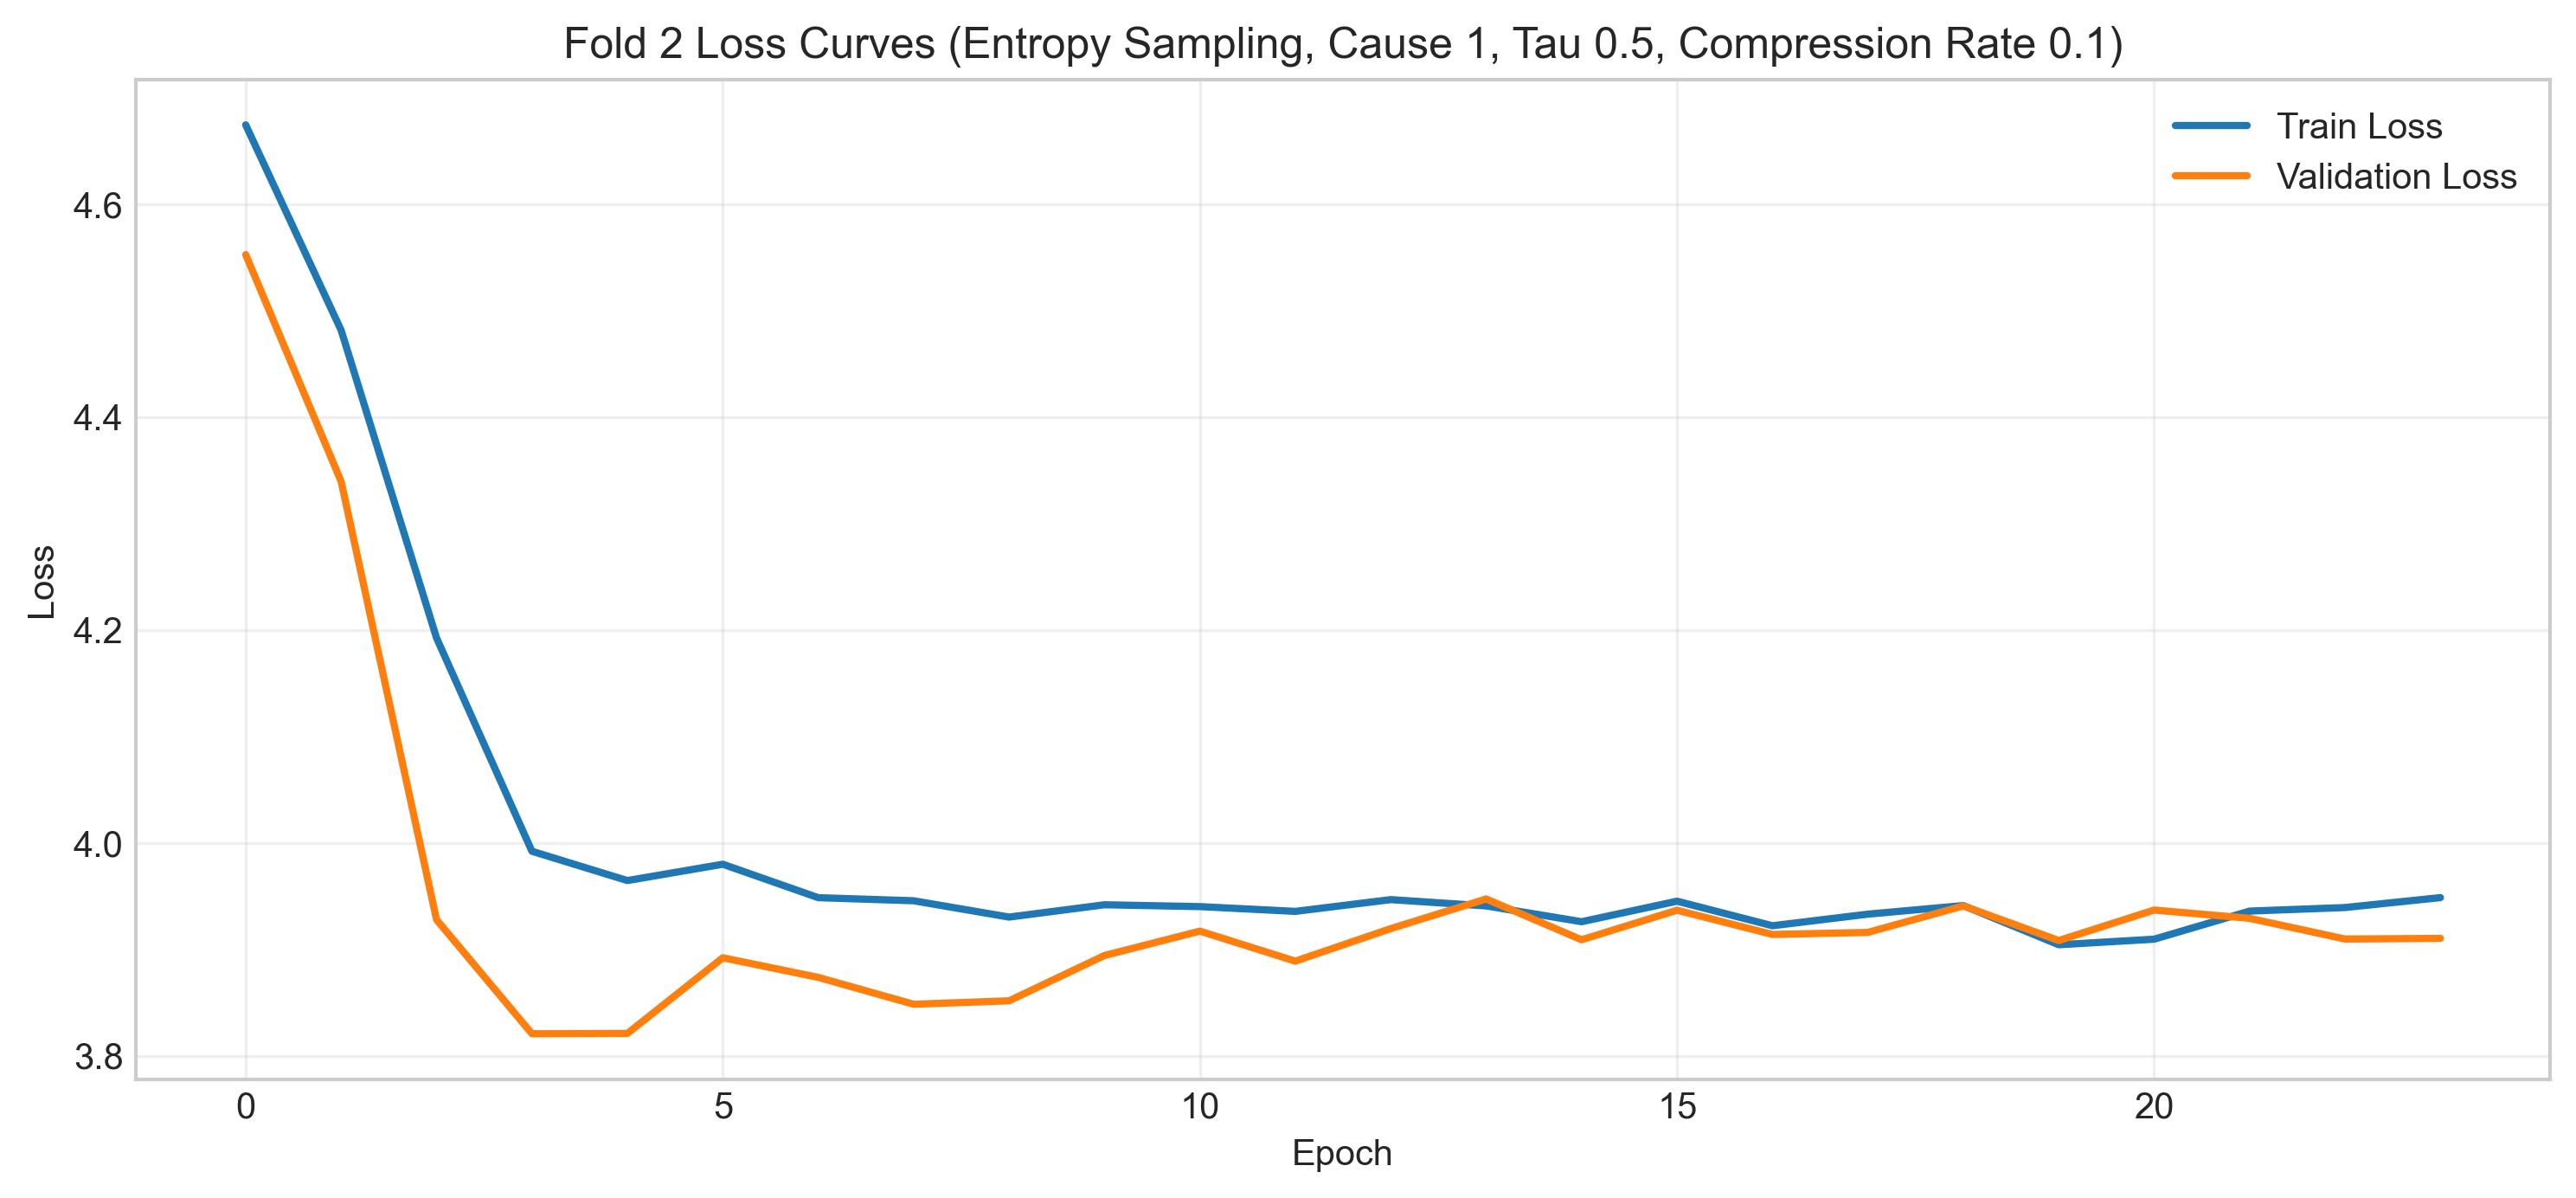 Fold 2 Loss Curves (Entropy Sampling, Cause 1, Tau 0.5, Compression Rate 0.1)
Train Loss
Validation Loss
Loss
4.6
4.4
4.2
4.0
3.8
0 5 10 15 20
Epoch